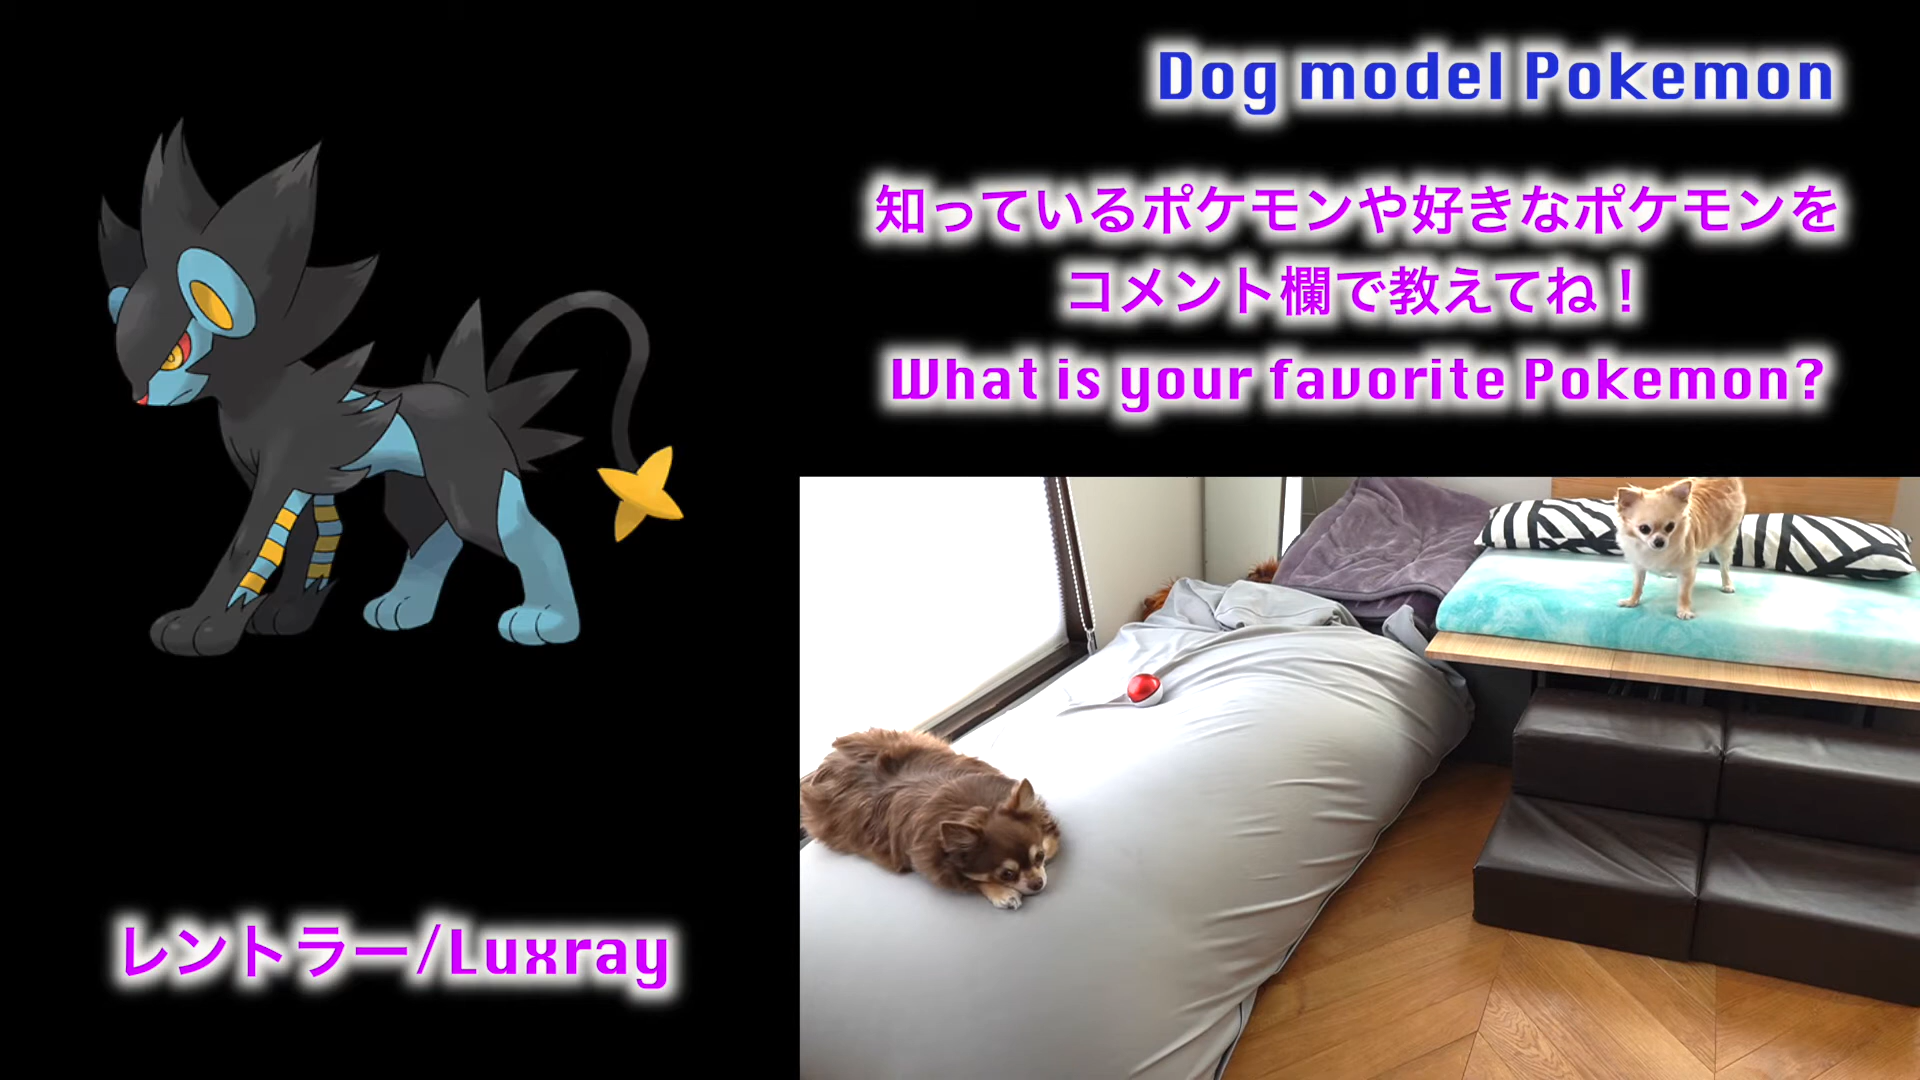 Dog model Pokemon
知っているポケモンや好きなポケモンを
コメント欄で教えてね！
What is your favorite Pokemon?
レントラー/Luxray